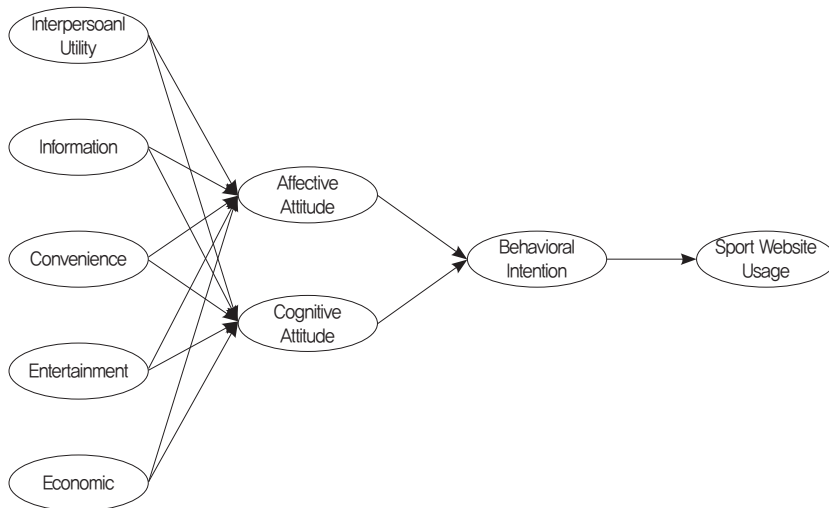 Interpersoanl
Utility
Information
Convenience
Entertainment
Economic
Affective
Attitude
Cognitive
Attitude
Behavioral
Intention
Sport Website
Usage